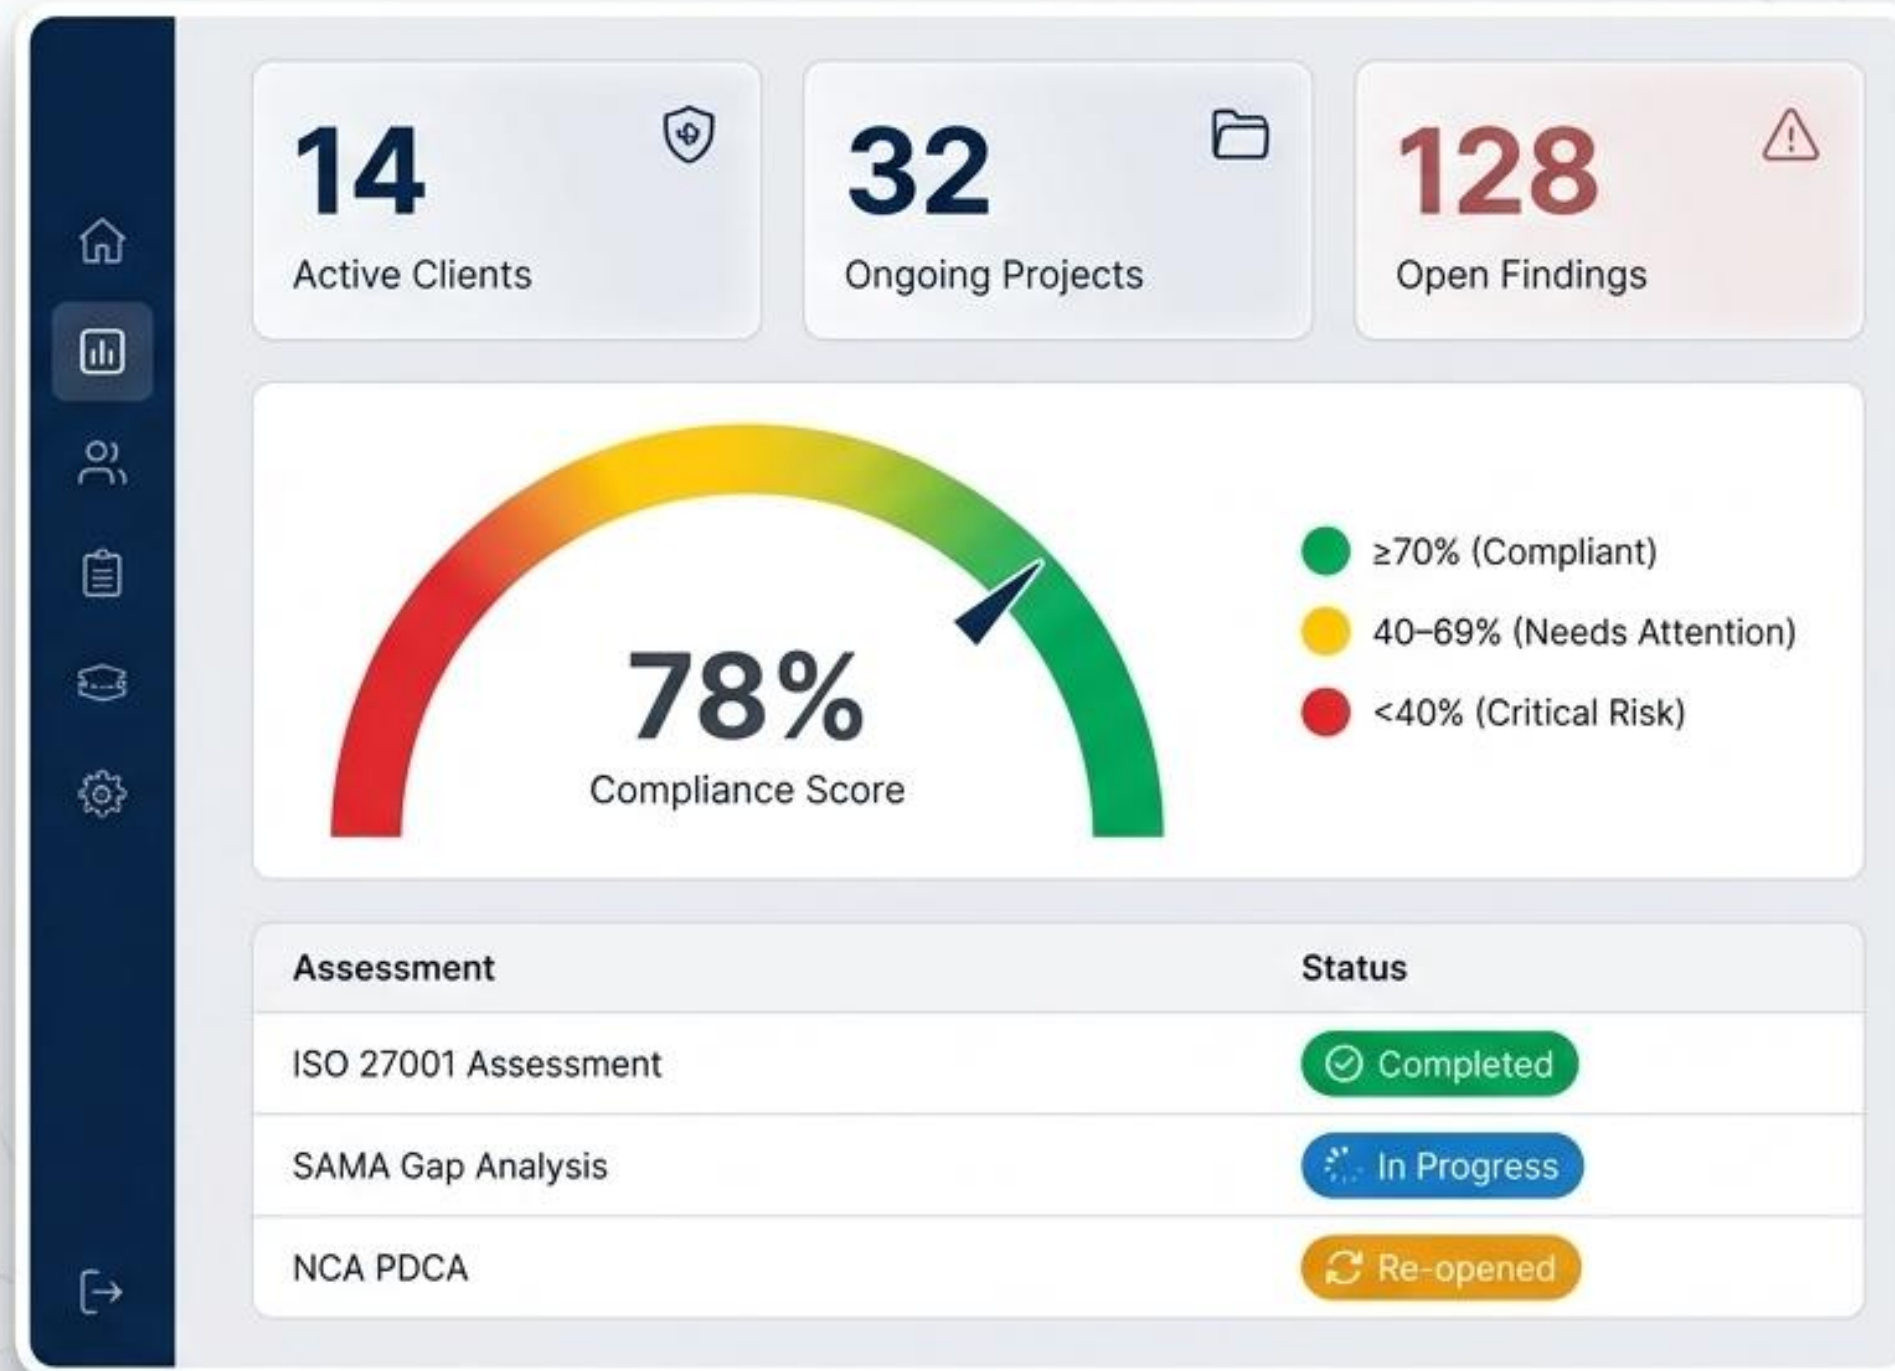 14
Active Clients
32
Ongoing Projects
128
Open Findings
78%
Compliance Score
≥70% (Compliant)
40–69% (Needs Attention)
<40% (Critical Risk)
Assessment Status
ISO 27001 Assessment Completed
SAMA Gap Analysis In Progress
NCA PDCA Re-opened